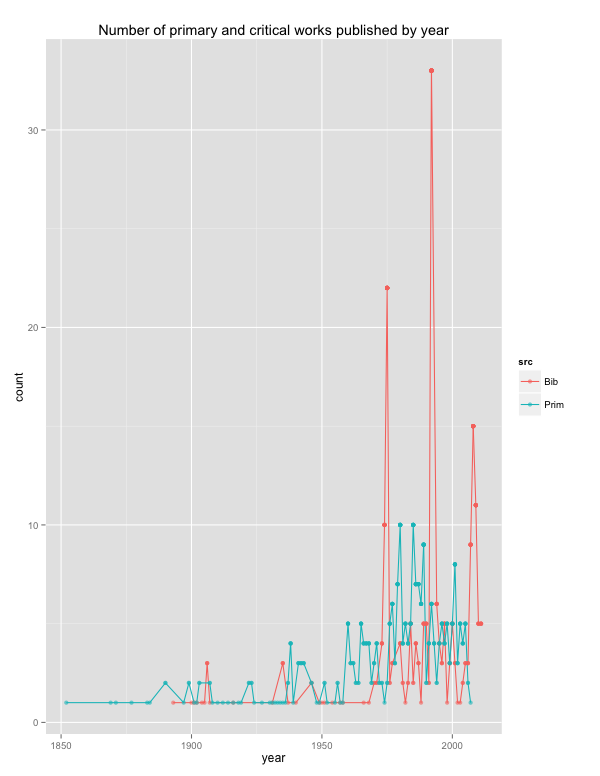 Number of primary and critical works published by year
30
20
10
0
count
1850
1900
1950
2000
year
src
Bib
Prim